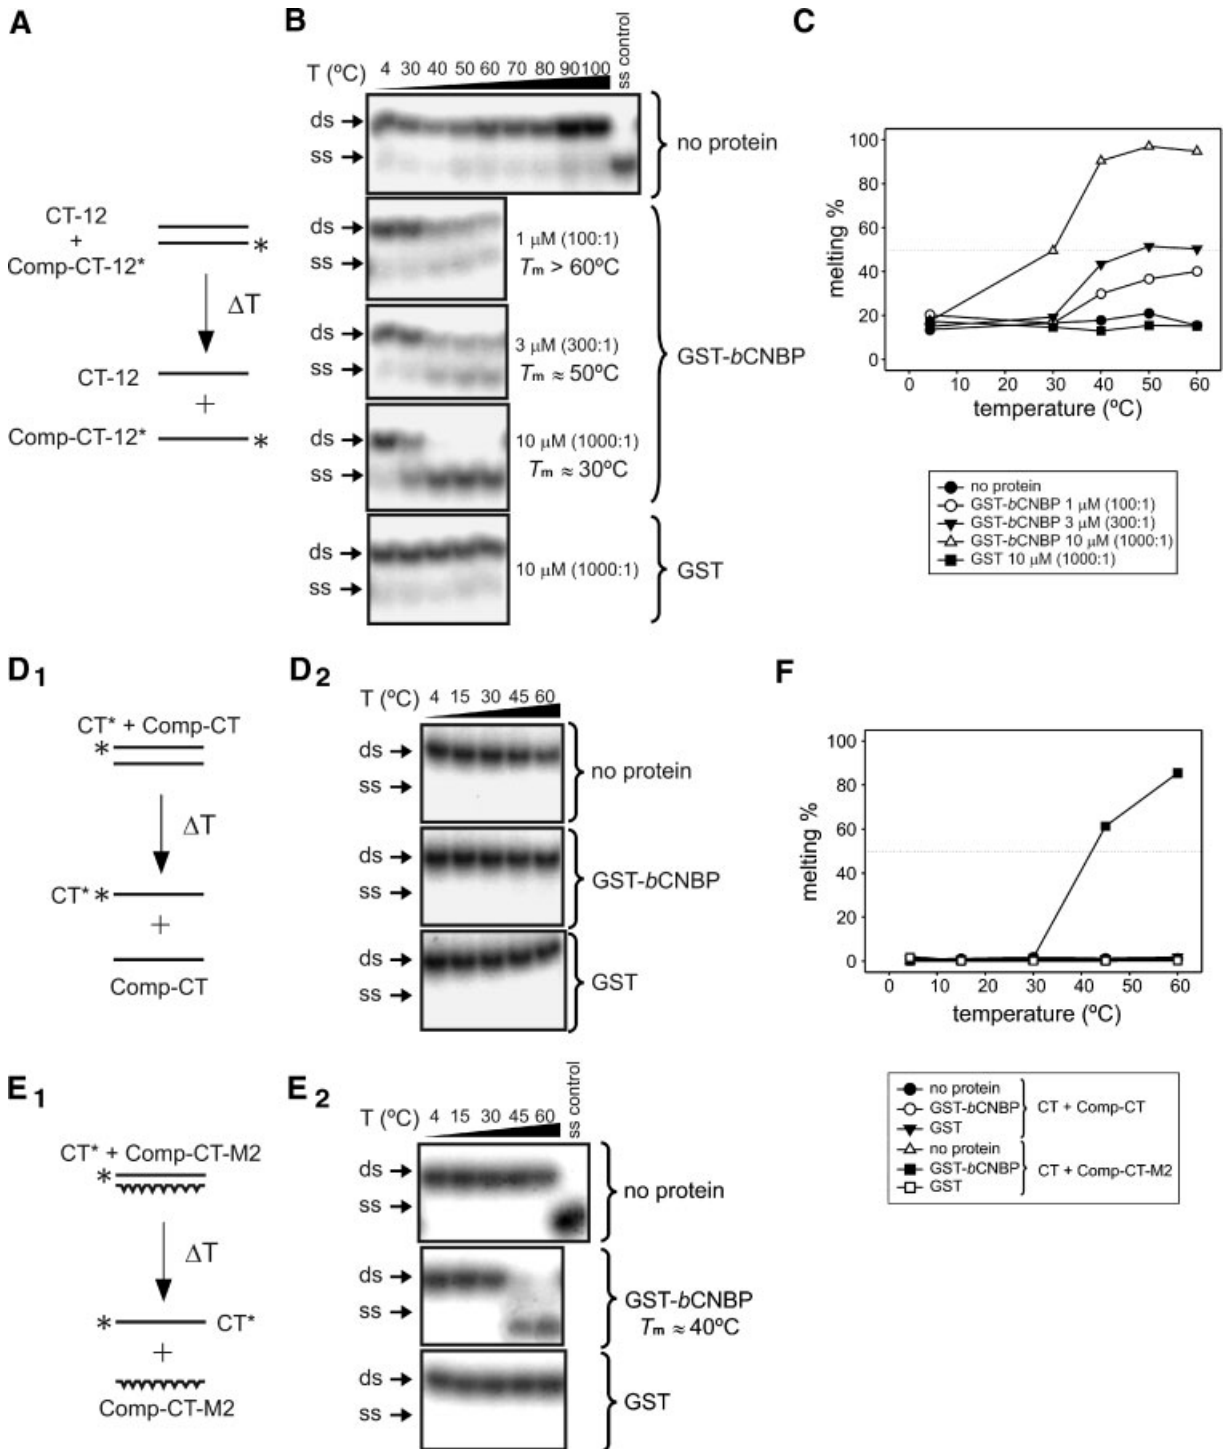 A
CT-12
+
Comp-CT-12*
*
ΔT
CT-12
+
Comp-CT-12*
*
B
T (ºC) 4 30 40 50 60 70 80 90 100 ss control
ds
ss
no protein
ds
ss
1 µM (100:1)
Tm > 60ºC
ds
ss
3 µM (300:1)
Tm ≈ 50ºC
ds
ss
10 µM (1000:1)
Tm ≈ 30ºC
GST-bCNBP
ds
ss
10 µM (1000:1)
GST
C
melting %
100
80
60
40
20
0
0 10 20 30 40 50 60
temperature (ºC)
no protein
GST-bCNBP 1 µM (100:1)
GST-bCNBP 3 µM (300:1)
GST-bCNBP 10 µM (1000:1)
GST 10 µM (1000:1)
D1
CT* + Comp-CT
*
ΔT
CT* *
+
Comp-CT
D2
T (ºC) 4 15 30 45 60
ds
ss
no protein
ds
ss
GST-bCNBP
ds
ss
GST
F
melting %
100
80
60
40
20
0
0 10 20 30 40 50 60
temperature (ºC)
no protein
GST-bCNBP
GST
CT + Comp-CT
no protein
GST-bCNBP
GST
CT + Comp-CT-M2
E1
CT* + Comp-CT-M2
*
ΔT
* CT*
+
Comp-CT-M2
E2
T (ºC) 4 15 30 45 60 ss control
ds
ss
no protein
ds
ss
GST-bCNBP
Tm ≈ 40ºC
ds
ss
GST